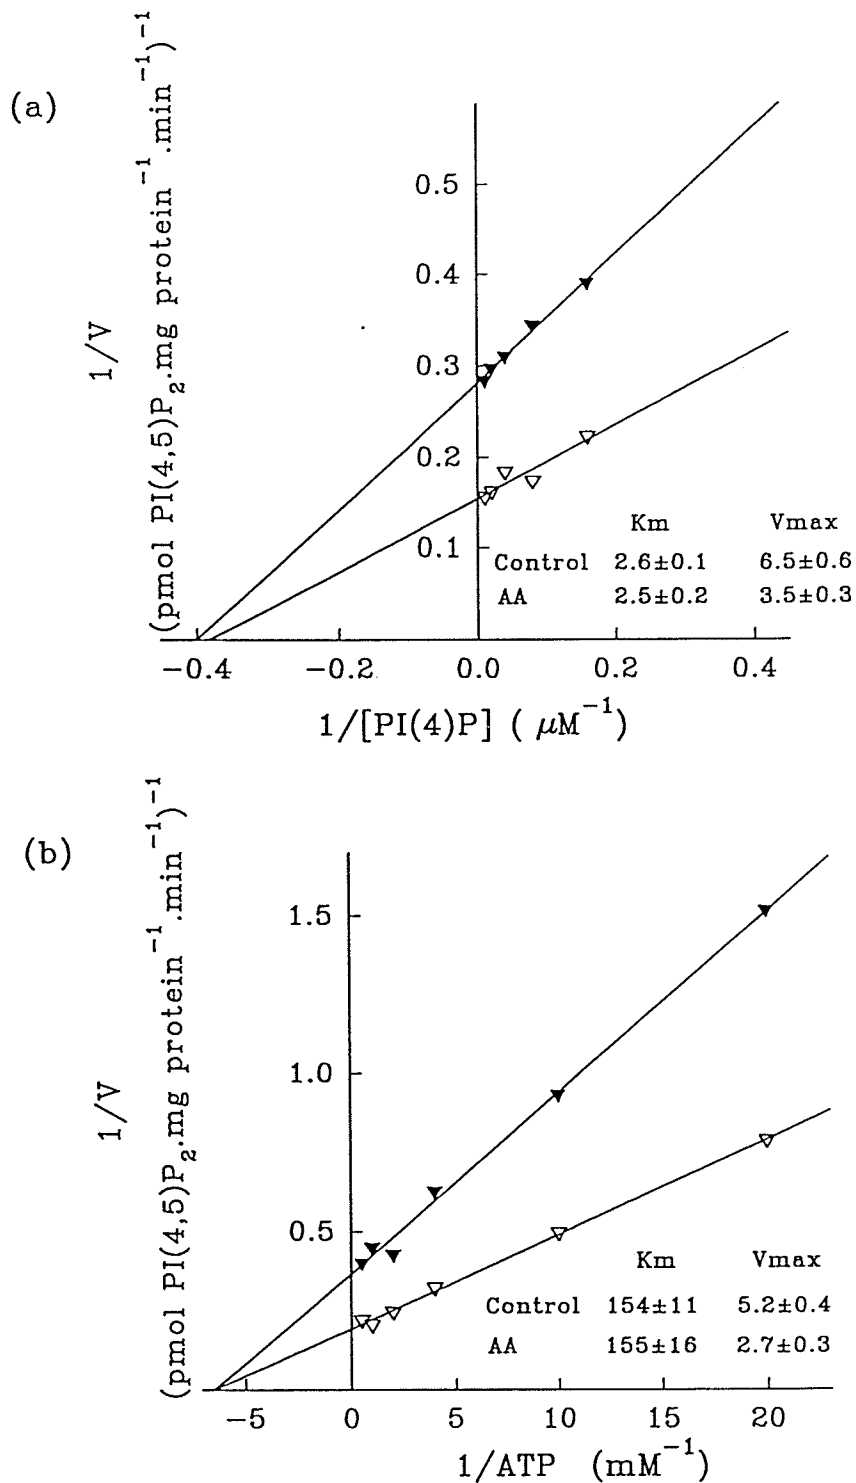 (a)
1/V
(pmol PI(4,5)P₂.mg protein⁻¹.min⁻¹)⁻¹
0.5
0.4
0.3
0.2
0.1
Km Vmax
Control 2.6±0.1 6.5±0.6
AA 2.5±0.2 3.5±0.3
−0.4 −0.2 0.0 0.2 0.4
1/[PI(4)P] ( μM⁻¹)
(b)
1/V
(pmol PI(4,5)P₂.mg protein⁻¹.min⁻¹)⁻¹
1.5
1.0
0.5
Km Vmax
Control 154±11 5.2±0.4
AA 155±16 2.7±0.3
−5 0 5 10 15 20
1/ATP (mM⁻¹)